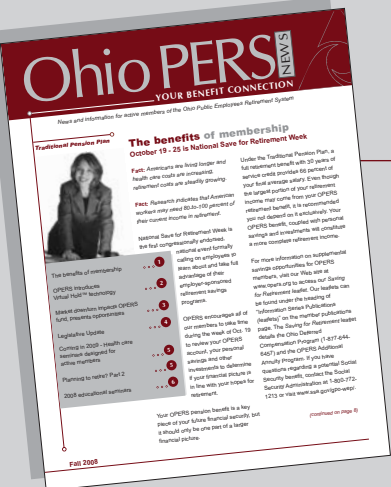 Ohio PERS
NEWS
YOUR BENEFIT CONNECTION
News and information for active members of the Ohio Public Employees Retirement System
Traditional Pension Plan
The benefits of membership
October 19 - 25 is National Save for Retirement Week
Fact: Americans are living longer and
health care costs are increasing,
retirement costs are steadily growing.
Fact: Research indicates that American
workers may need 80-to-100 percent of
their current income in retirement.
National Save for Retirement Week is
the first congressionally endorsed,
national event formally
calling on employees to
learn about and take full
advantage of their
employer-sponsored
retirement savings
programs.
OPERS encourages all of
our members to take time
during the week of Oct. 19
to review your OPERS
account, your personal
savings and other
investments to determine
if your financial picture is
in line with your hopes for
retirement.
Your OPERS pension benefit is a key
piece of your future financial security, but
it should only be one part of a larger
financial picture.
Under the Traditional Pension Plan, a
full retirement benefit with 30 years of
service credit provides 66 percent of
your final average salary. Even though
the largest portion of your retirement
income may come from your OPERS
retirement benefit, it is recommended
you not depend on it exclusively. Your
OPERS benefit, coupled with personal
savings and investments will constitute
a more complete retirement income.
For more information on supplemental
savings opportunities for OPERS
members, visit our Web site at
www.opers.org to access our Saving
for Retirement leaflet. Our leaflets can
be found under the heading of
"Information Series Publications
(leaflets)" on the member publications
page. The Saving for Retirement leaflet
details the Ohio Deferred
Compensation Program (1-877-644-
6457) and the OPERS Additional
Annuity Program. If you have
questions regarding a potential Social
Security benefit, contact the Social
Security Administration at 1-800-772-
1213 or visit www.ssa.gov/gpo-wep/.
(continued on page 8)
The benefits of membership 1
OPERS introduces
Virtual Hold™ technology 2
Market downturn impacts OPERS
fund, presents opportunities 3
Legislative Update 4
Coming in 2009 - Health care
seminars designed for
active members 5
Planning to retire? Part 2 5
2008 educational seminars 6
Fall 2008